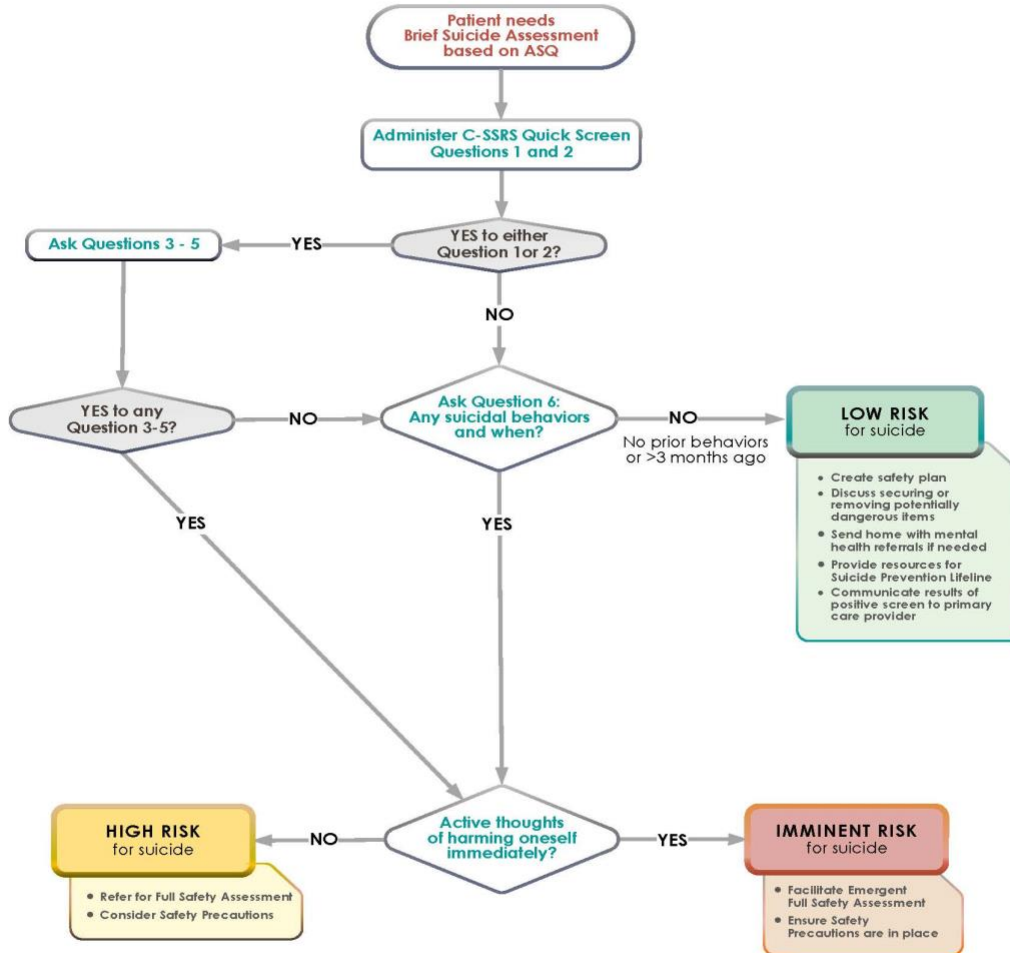 Patient needs
Brief Suicide Assessment
based on ASQ
Administer C-SSRS Quick Screen
Questions 1 and 2
YES to either
Question 1or 2?
YES
Ask Questions 3 - 5
NO
YES to any
Question 3-5?
NO
Ask Question 6:
Any suicidal behaviors
and when?
NO
No prior behaviors
or >3 months ago
LOW RISK
for suicide
• Create safety plan
• Discuss securing or
removing potentially
dangerous items
• Send home with mental
health referrals if needed
• Provide resources for
Suicide Prevention Lifeline
• Communicate results of
positive screen to primary
care provider
YES
YES
Active thoughts
of harming oneself
immediately?
NO
HIGH RISK
for suicide
• Refer for Full Safety Assessment
• Consider Safety Precautions
YES
IMMINENT RISK
for suicide
• Facilitate Emergent
Full Safety Assessment
• Ensure Safety
Precautions are in place